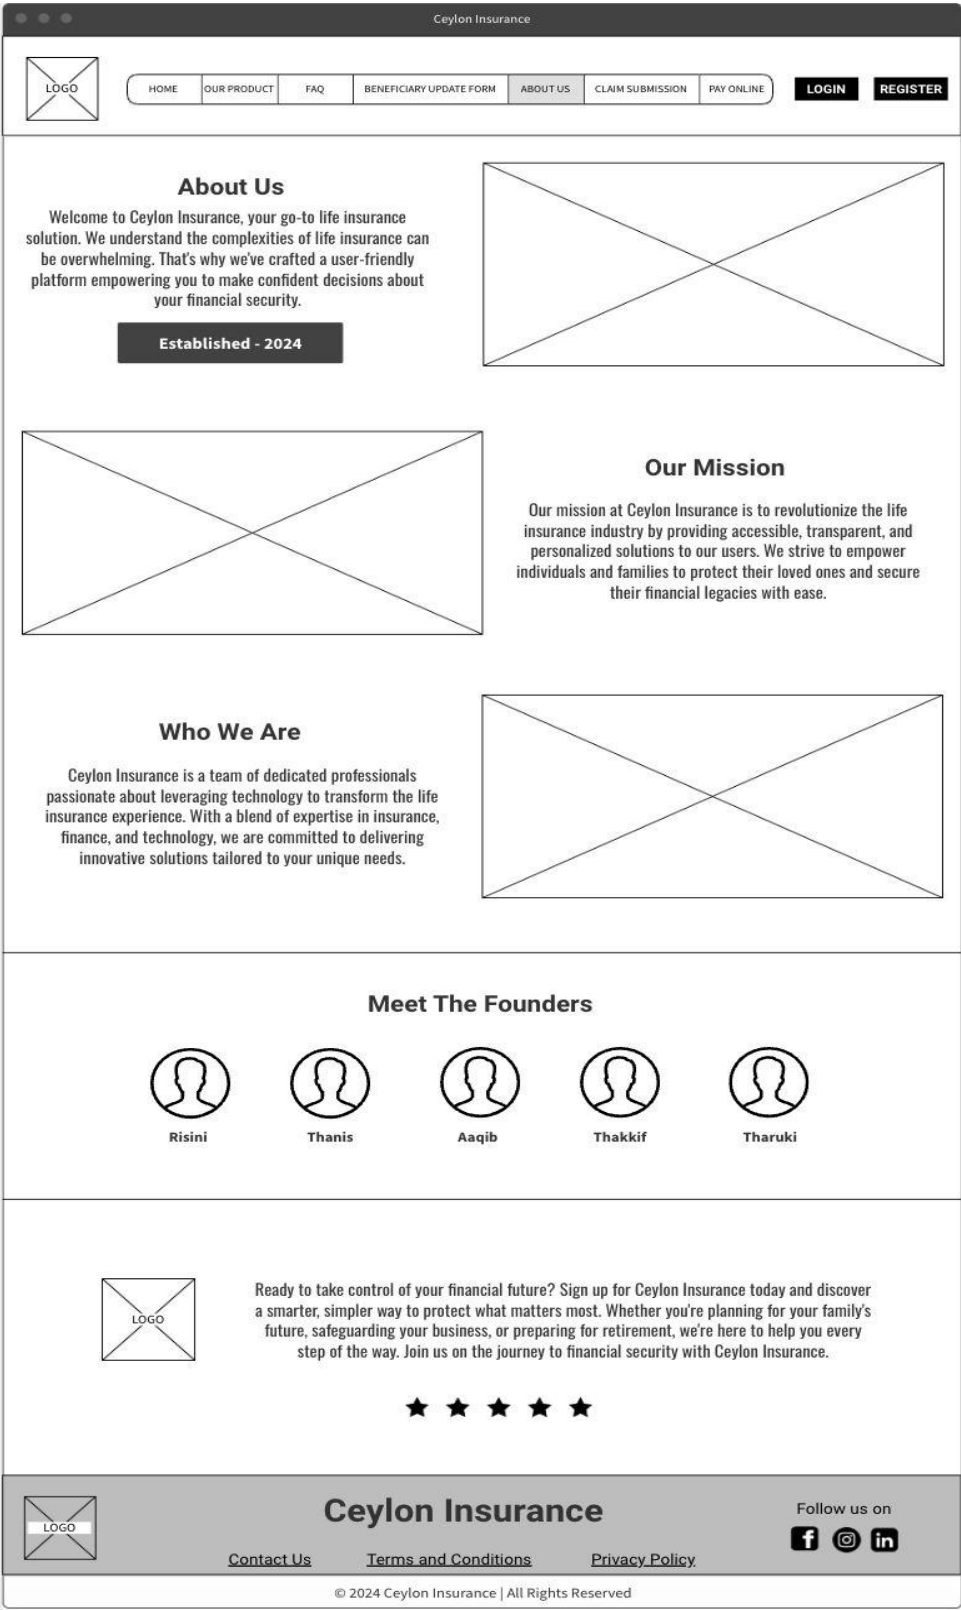 Ceylon Insurance
LOGO
HOME
OUR PRODUCT
FAQ
BENEFICIARY UPDATE FORM
ABOUT US
CLAIM SUBMISSION
PAY ONLINE
LOGIN
REGISTER
About Us
Welcome to Ceylon Insurance, your go-to life insurance
solution. We understand the complexities of life insurance can
be overwhelming. That's why we've crafted a user-friendly
platform empowering you to make confident decisions about
your financial security.
Established - 2024
Our Mission
Our mission at Ceylon Insurance is to revolutionize the life
insurance industry by providing accessible, transparent, and
personalized solutions to our users. We strive to empower
individuals and families to protect their loved ones and secure
their financial legacies with ease.
Who We Are
Ceylon Insurance is a team of dedicated professionals
passionate about leveraging technology to transform the life
insurance experience. With a blend of expertise in insurance,
finance, and technology, we are committed to delivering
innovative solutions tailored to your unique needs.
Meet The Founders
Risini
Thanis
Aaqib
Thakkif
Tharuki
LOGO
Ready to take control of your financial future? Sign up for Ceylon Insurance today and discover
a smarter, simpler way to protect what matters most. Whether you're planning for your family's
future, safeguarding your business, or preparing for retirement, we're here to help you every
step of the way. Join us on the journey to financial security with Ceylon Insurance.
LOGO
Ceylon Insurance
Contact Us
Terms and Conditions
Privacy Policy
Follow us on
© 2024 Ceylon Insurance | All Rights Reserved